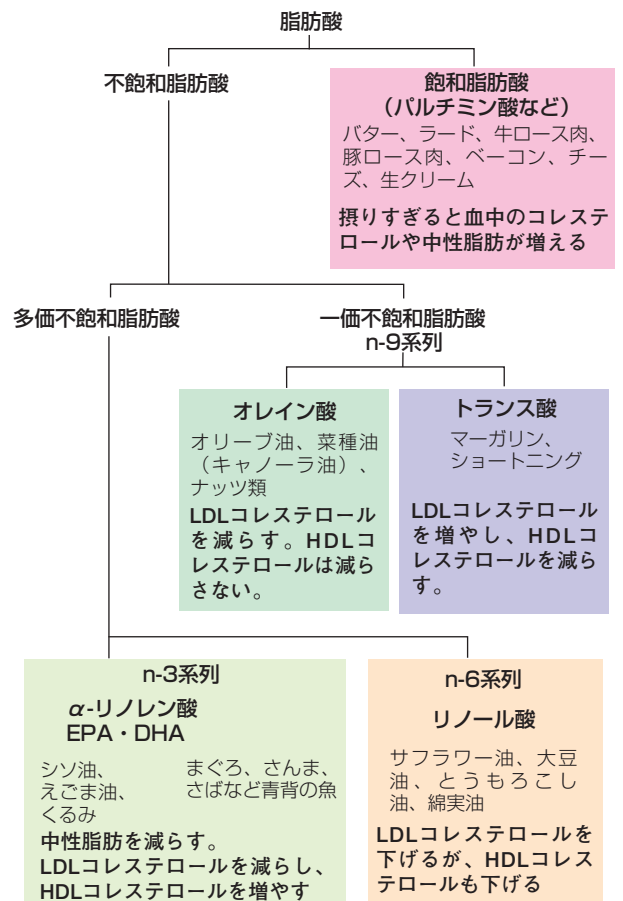 脂肪酸
不飽和脂肪酸
飽和脂肪酸
（パルチミン酸など）
バター、ラード、牛ロース肉、
豚ロース肉、ベーコン、チー
ズ、生クリーム
摂りすぎると血中のコレステ
ロールや中性脂肪が増える
多価不飽和脂肪酸
一価不飽和脂肪酸
n-9系列
オレイン酸
オリーブ油、菜種油
（キャノーラ油）、
ナッツ類
LDLコレステロール
を減らす。HDLコ
レステロールは減ら
さない。
トランス酸
マーガリン、
ショートニング
LDLコレステロール
を増やし、HDLコ
レステロールを減ら
す。
n-3系列
α-リノレン酸
EPA・DHA
シソ油、
えごま油、
くるみ
まぐろ、さんま、
さばなど青背の魚
中性脂肪を減らす。
LDLコレステロールを減らし、
HDLコレステロールを増やす
n-6系列
リノール酸
サフラワー油、大豆
油、とうもろこし
油、綿実油
LDLコレステロールを
下げるが、HDLコレス
テロールも下げる